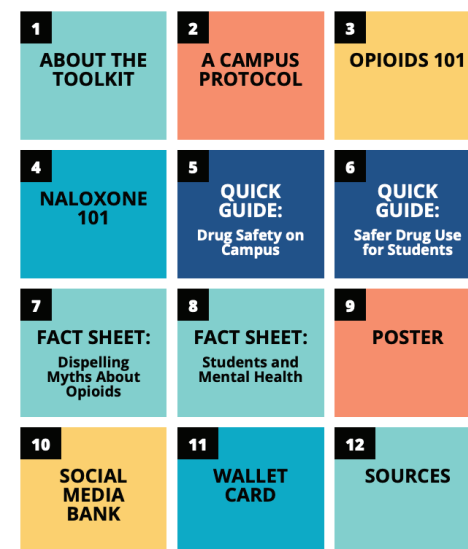 1
ABOUT THE
TOOLKIT
2
A CAMPUS
PROTOCOL
3
OPIOIDS 101
4
NALOXONE
101
5
QUICK
GUIDE:
Drug Safety on
Campus
6
QUICK
GUIDE:
Safer Drug Use
for Students
7
FACT SHEET:
Dispelling
Myths About
Opioids
8
FACT SHEET:
Students and
Mental Health
9
POSTER
10
SOCIAL
MEDIA
BANK
11
WALLET
CARD
12
SOURCES